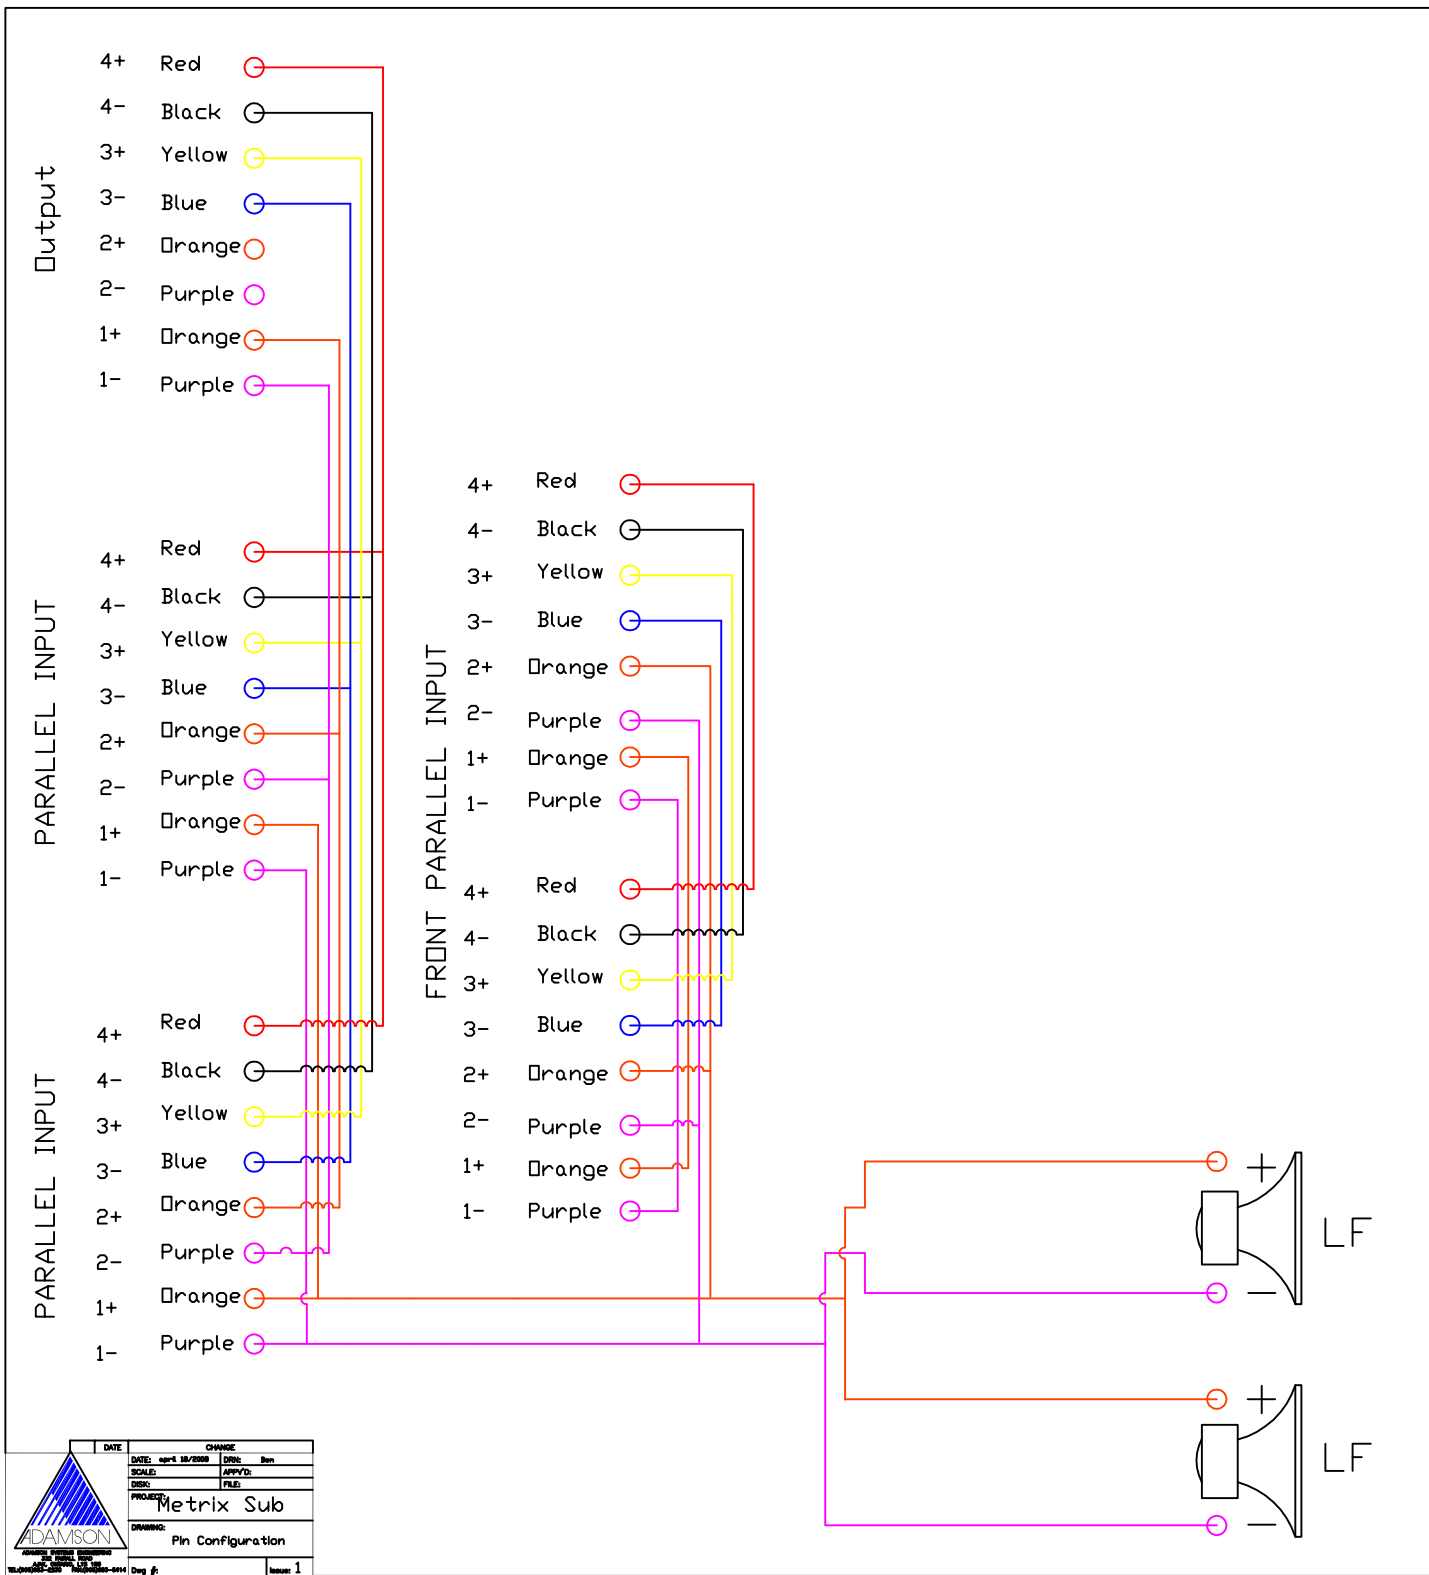 Output
4+ Red
4- Black
3+ Yellow
3- Blue
2+ Orange
2- Purple
1+ Orange
1- Purple
PARALLEL INPUT
4+ Red
4- Black
3+ Yellow
3- Blue
2+ Orange
2- Purple
1+ Orange
1- Purple
PARALLEL INPUT
4+ Red
4- Black
3+ Yellow
3- Blue
2+ Orange
2- Purple
1+ Orange
1- Purple
FRONT PARALLEL INPUT
4+ Red
4- Black
3+ Yellow
3- Blue
2+ Orange
2- Purple
1+ Orange
1- Purple
4+ Red
4- Black
3+ Yellow
3- Blue
2+ Orange
2- Purple
1+ Orange
1- Purple
+
LF
−
+
LF
−
DATE CHANGE
DATE: DRN: Ben
SCALE: APPV'D:
DISK: FILE:
PROJECT: Metrix Sub
DRAWING:
Pin Configuration
Dwg #: Issue: 1
ADAMSON
ADAMSON SYSTEMS ENGINEERING